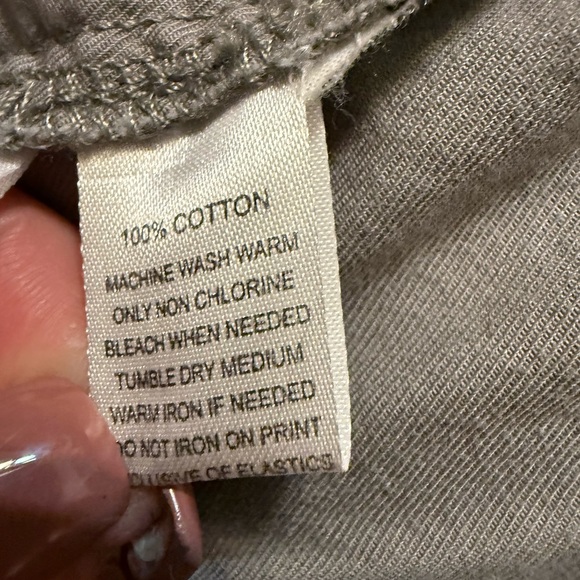 100% COTTON
MACHINE WASH WARM
ONLY NON CHLORINE
BLEACH WHEN NEEDED
TUMBLE DRY MEDIUM
WARM IRON IF NEEDED
DO NOT IRON ON PRINT
OF ELASTICS